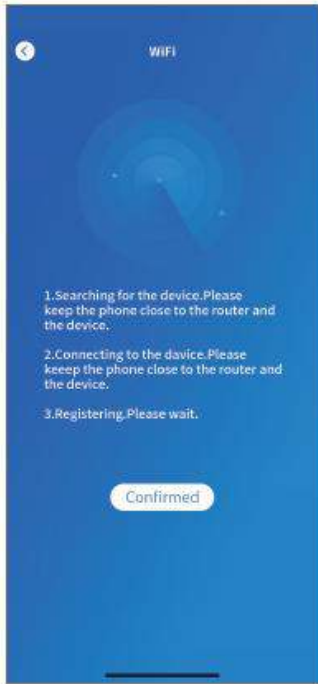 WiFi
1.Searching for the device.Please
keep the phone close to the router and
the device.
2.Connecting to the davice.Please
keeep the phone close to the router and
the device.
3.Registering.Please wait.
Confirmed